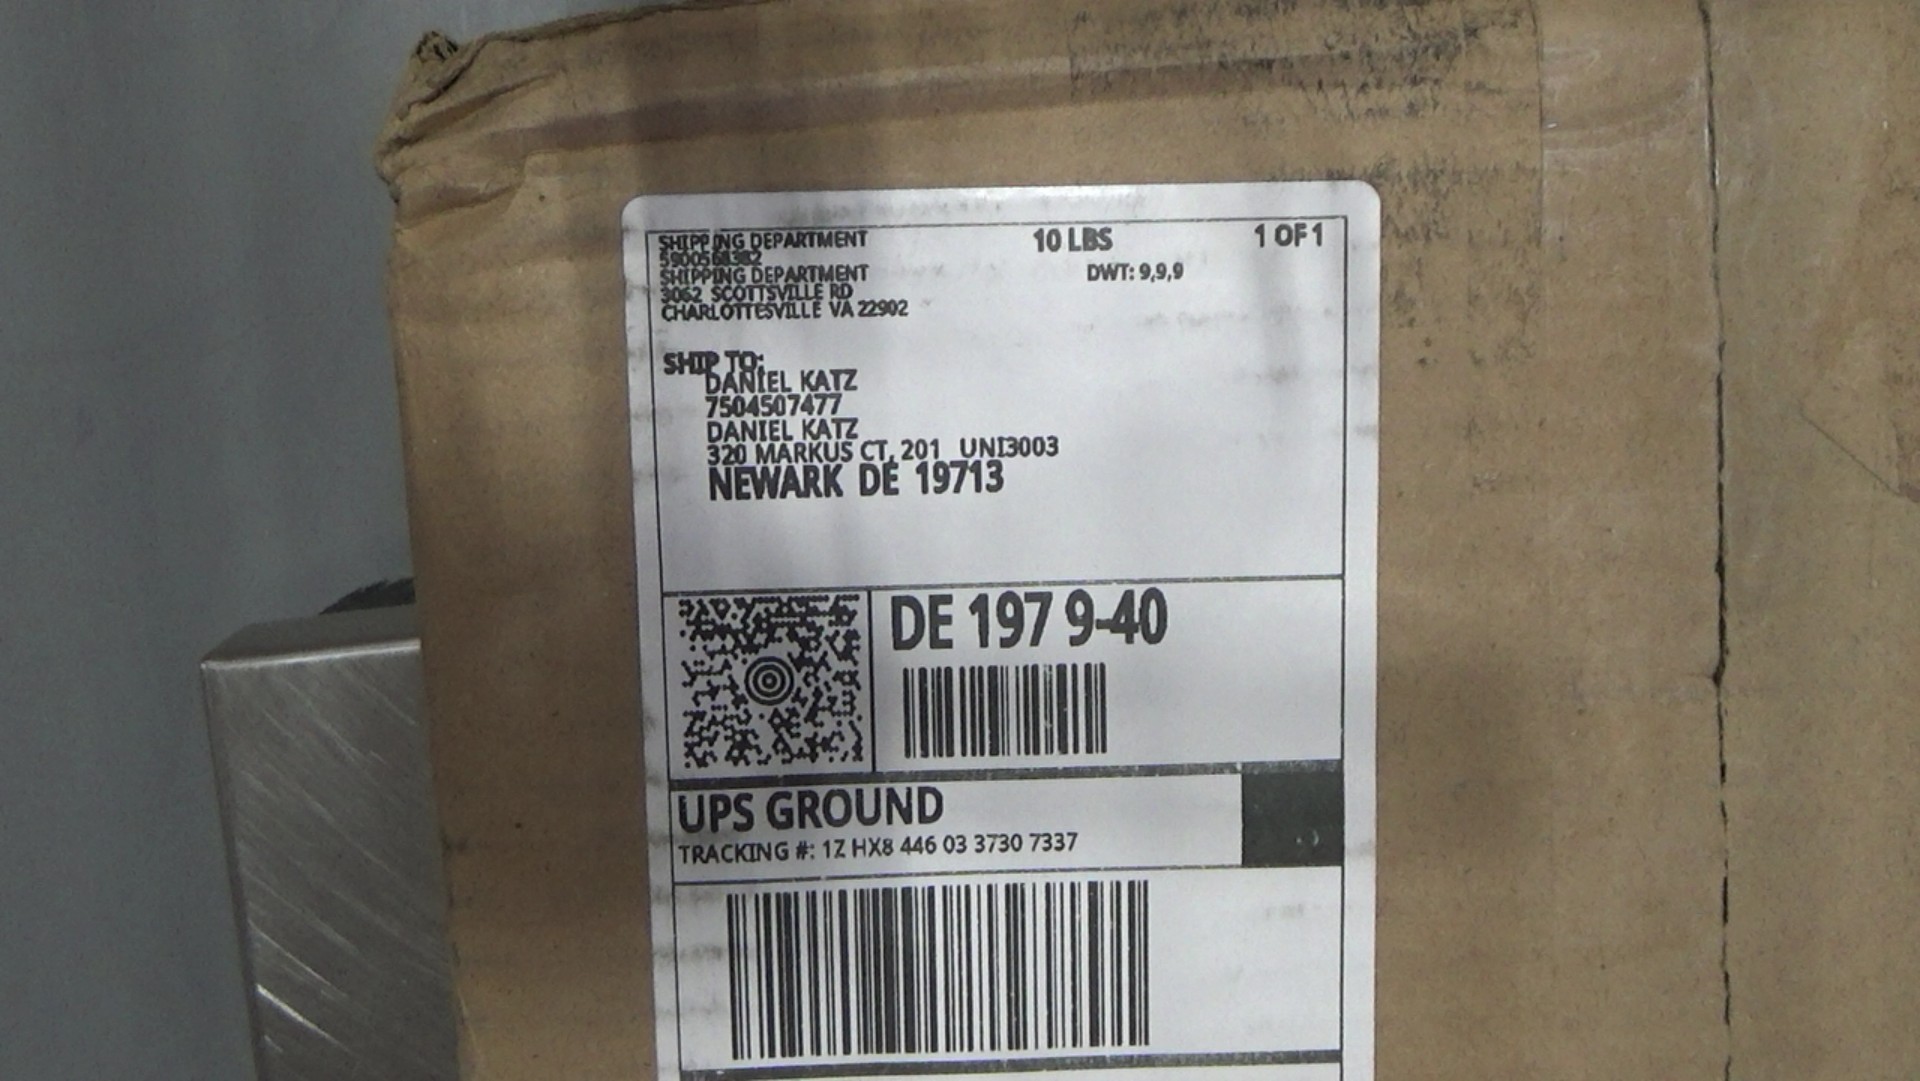 SHIPPING DEPARTMENT
5900568382
SHIPPING DEPARTMENT
3062 SCOTTSVILLE RD
CHARLOTTESVILLE VA 22902
10 LBS
1 OF 1
DWT: 9,9,9
SHIP TO:
DANIEL KATZ
7504507477
DANIEL KATZ
320 MARKUS CT, 201 UNI3003
NEWARK DE 19713
DE 197 9-40
UPS GROUND
TRACKING #: 1Z HX8 446 03 3730 7337